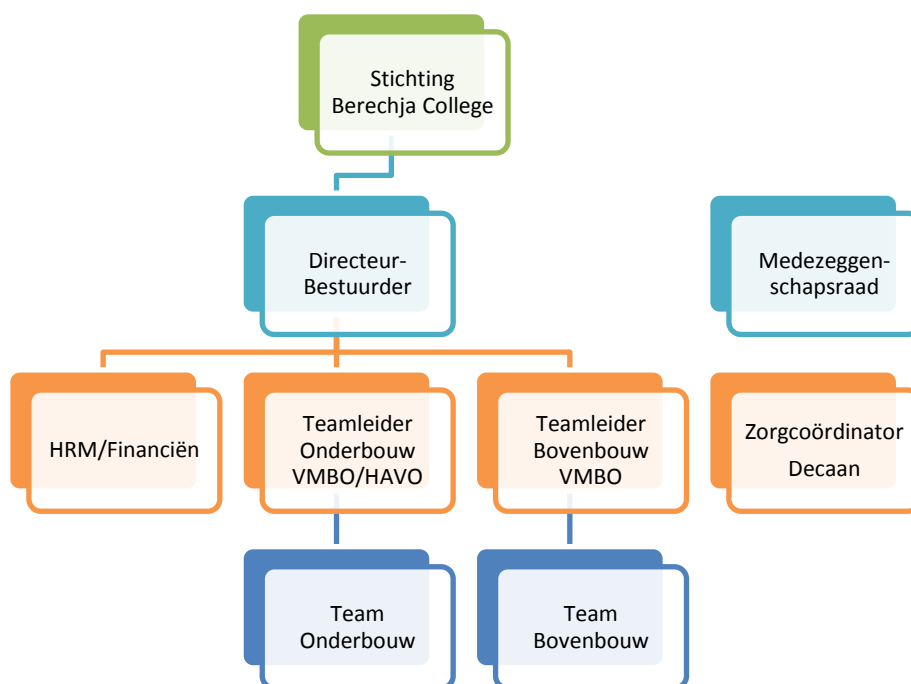 Stichting
Berechja College
Directeur-
Bestuurder
Medezeggen-
schapsraad
HRM/Financiën
Teamleider
Onderbouw
VMBO/HAVO
Teamleider
Bovenbouw
VMBO
Zorgcoördinator
Decaan
Team
Onderbouw
Team
Bovenbouw